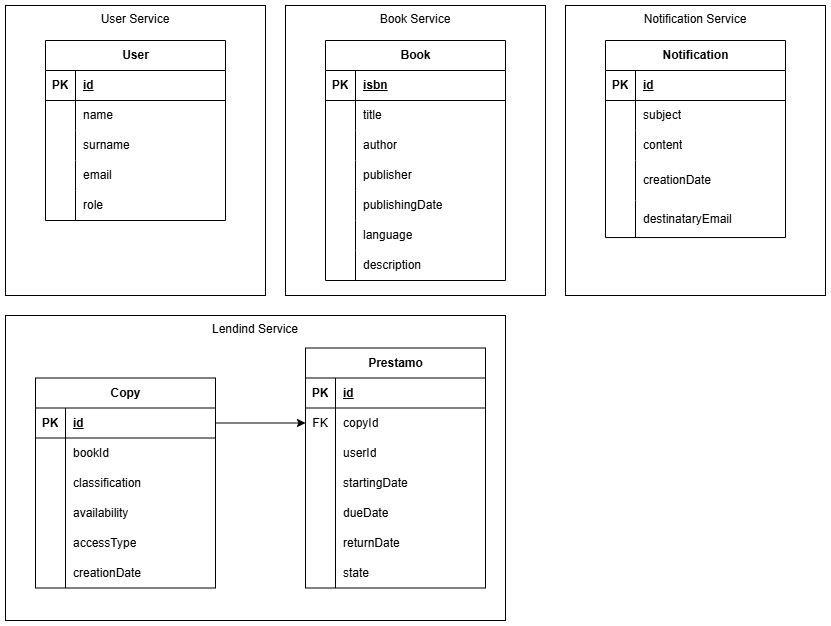 User Service
User
PK id
name
surname
email
role
Book Service
Book
PK isbn
title
author
publisher
publishingDate
language
description
Notification Service
Notification
PK id
subject
content
creationDate
destinataryEmail
Lendind Service
Copy
PK id
bookId
classification
availability
accessType
creationDate
Prestamo
PK id
FK copyId
userId
startingDate
dueDate
returnDate
state